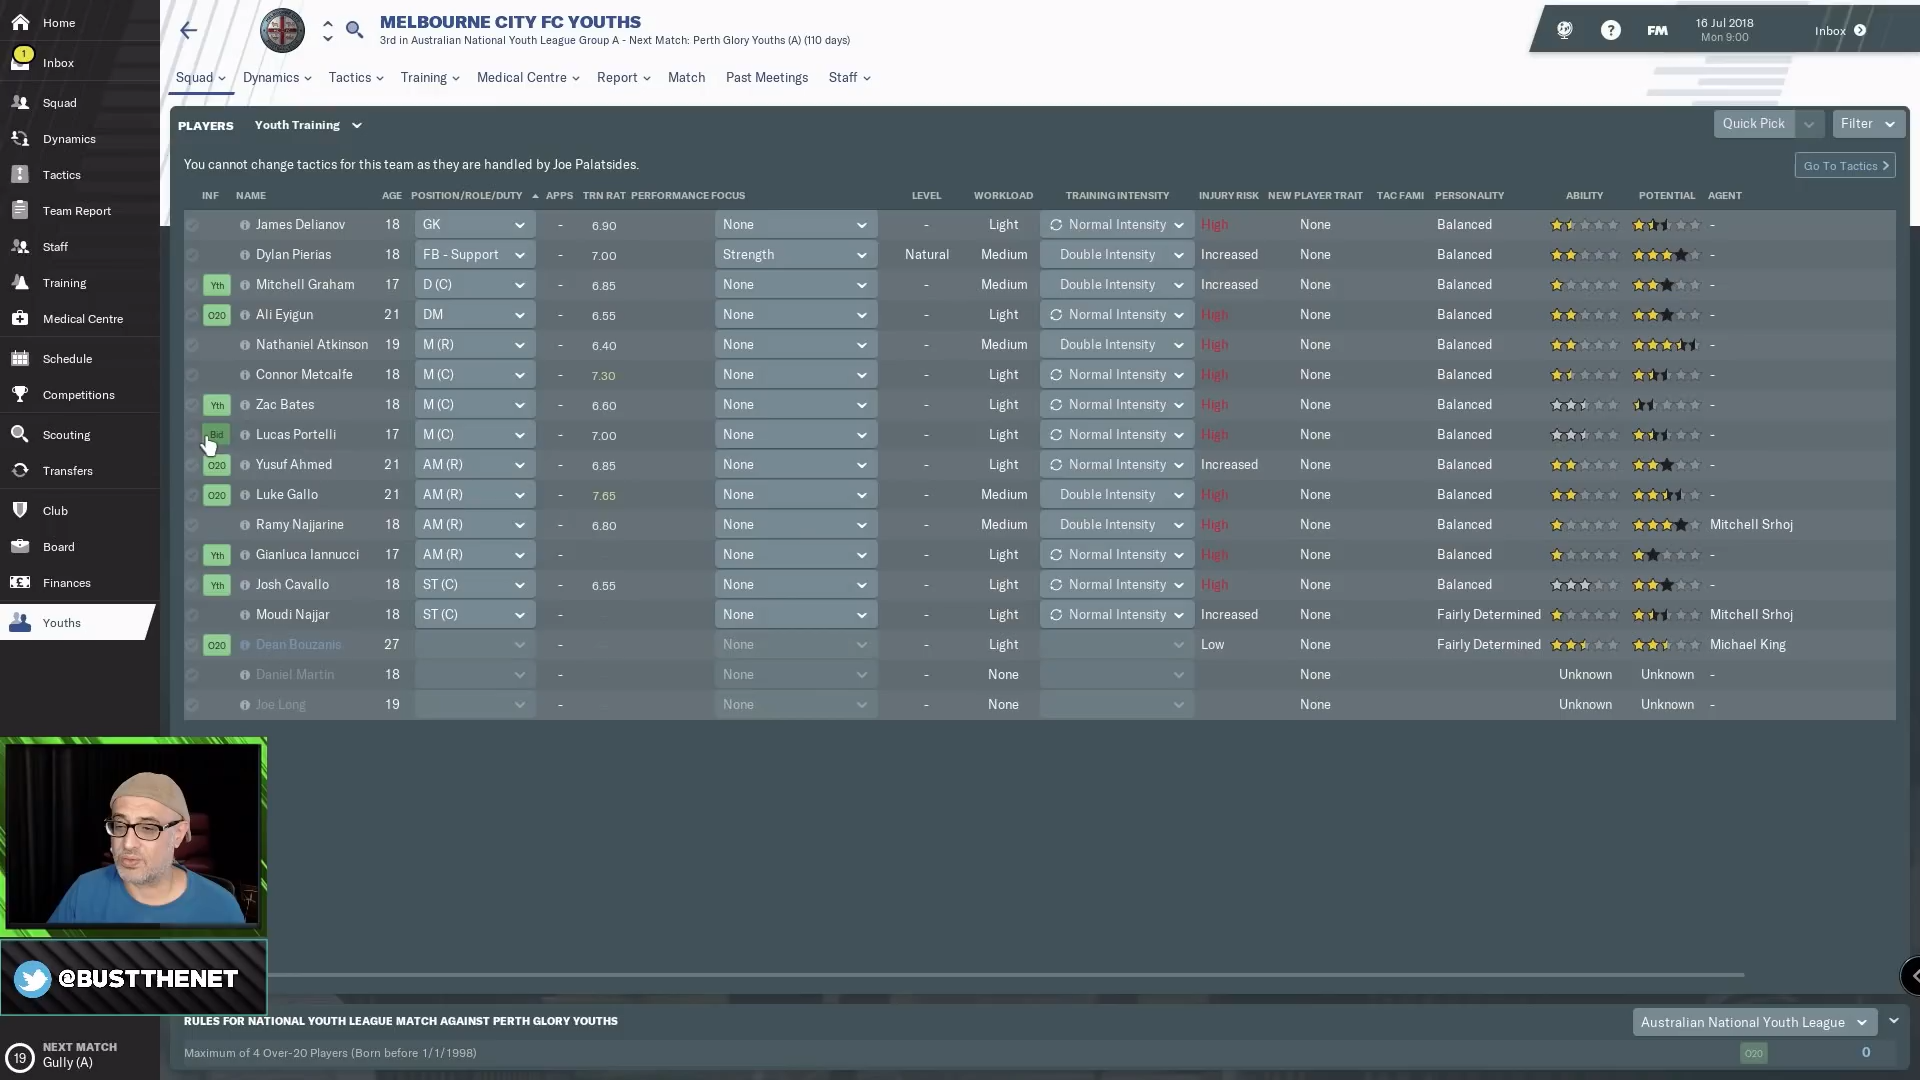 Home
1
Inbox
Squad
Dynamics
Tactics
Team Report
Staff
Training
Medical Centre
Schedule
Competitions
Scouting
Transfers
Club
Board
Finances
Youths
MELBOURNE CITY FC YOUTHS
3rd in Australian National Youth League Group A - Next Match: Perth Glory Youths (A) (110 days)
? FM 16 Jul 2018 Inbox
Mon 9:00
Squad Dynamics Tactics Training Medical Centre Report Match Past Meetings Staff
PLAYERS Youth Training Quick Pick Filter
You cannot change tactics for this team as they are handled by Joe Palatsides. Go To Tactics
INF NAME AGE POSITION/ROLE/DUTY APPS TRN RAT PERFORMANCE FOCUS LEVEL WORKLOAD TRAINING INTENSITY INJURY RISK NEW PLAYER TRAIT TAC FAMI PERSONALITY ABILITY POTENTIAL AGENT
James Delianov 18 GK - 6.90 None - Light Normal Intensity High None Balanced -
Dylan Pierias 18 FB - Support - 7.00 Strength Natural Medium Double Intensity Increased None Balanced -
Yth Mitchell Graham 17 D (C) - 6.85 None - Medium Double Intensity Increased None Balanced -
O20 Ali Eyigun 21 DM - 6.55 None - Light Normal Intensity High None Balanced -
Nathaniel Atkinson 19 M (R) - 6.40 None - Medium Double Intensity High None Balanced -
Connor Metcalfe 18 M (C) - 7.30 None - Light Normal Intensity High None Balanced -
Yth Zac Bates 18 M (C) - 6.60 None - Light Normal Intensity High None Balanced -
Bid Lucas Portelli 17 M (C) - 7.00 None - Light Normal Intensity High None Balanced -
O20 Yusuf Ahmed 21 AM (R) - 6.85 None - Light Normal Intensity Increased None Balanced -
O20 Luke Gallo 21 AM (R) - 7.65 None - Medium Double Intensity High None Balanced -
Ramy Najjarine 18 AM (R) - 6.80 None - Medium Double Intensity High None Balanced Mitchell Srhoj
Yth Gianluca Iannucci 17 AM (R) - None - Light Normal Intensity High None Balanced -
Yth Josh Cavallo 18 ST (C) - 6.55 None - Light Normal Intensity High None Balanced -
Moudi Najjar 18 ST (C) - None - Light Normal Intensity Increased None Fairly Determined Mitchell Srhoj
O20 Dean Bouzanis 27 - None - Light Low None Fairly Determined Michael King
Daniel Martin 18 - None - None None Unknown Unknown -
Joe Long 19 - None - None None Unknown Unknown -
@BUSTTHENET
RULES FOR NATIONAL YOUTH LEAGUE MATCH AGAINST PERTH GLORY YOUTHS Australian National Youth League
Maximum of 4 Over-20 Players (Born before 1/1/1998) O20 0
19 NEXT MATCH
Gully (A)